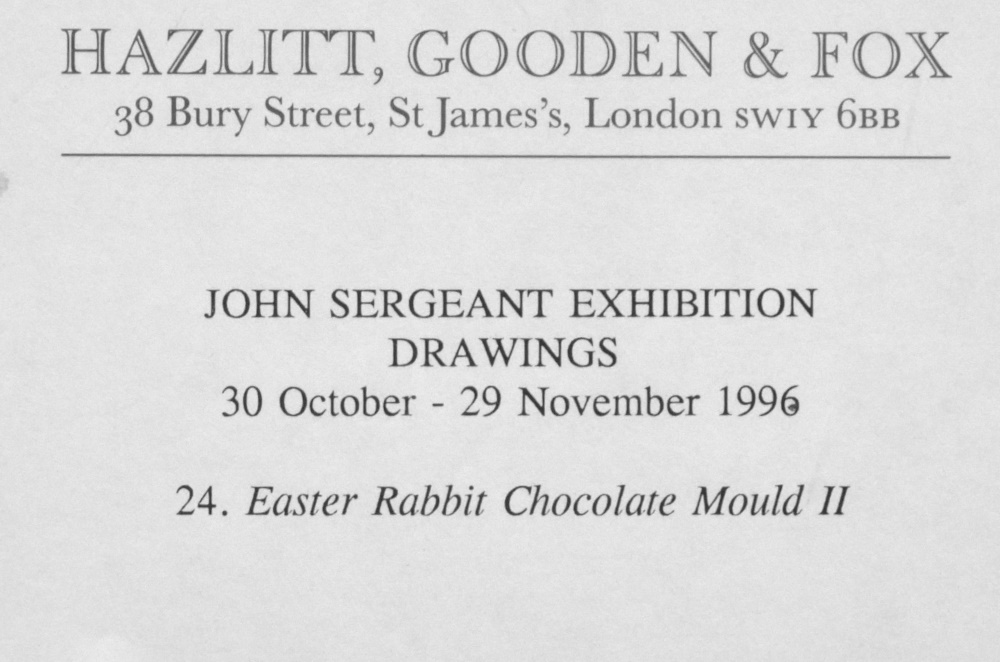 HAZLITT, GOODEN & FOX
38 Bury Street, St James's, London SW1Y 6BB
JOHN SERGEANT EXHIBITION
DRAWINGS
30 October - 29 November 1996
24. Easter Rabbit Chocolate Mould II